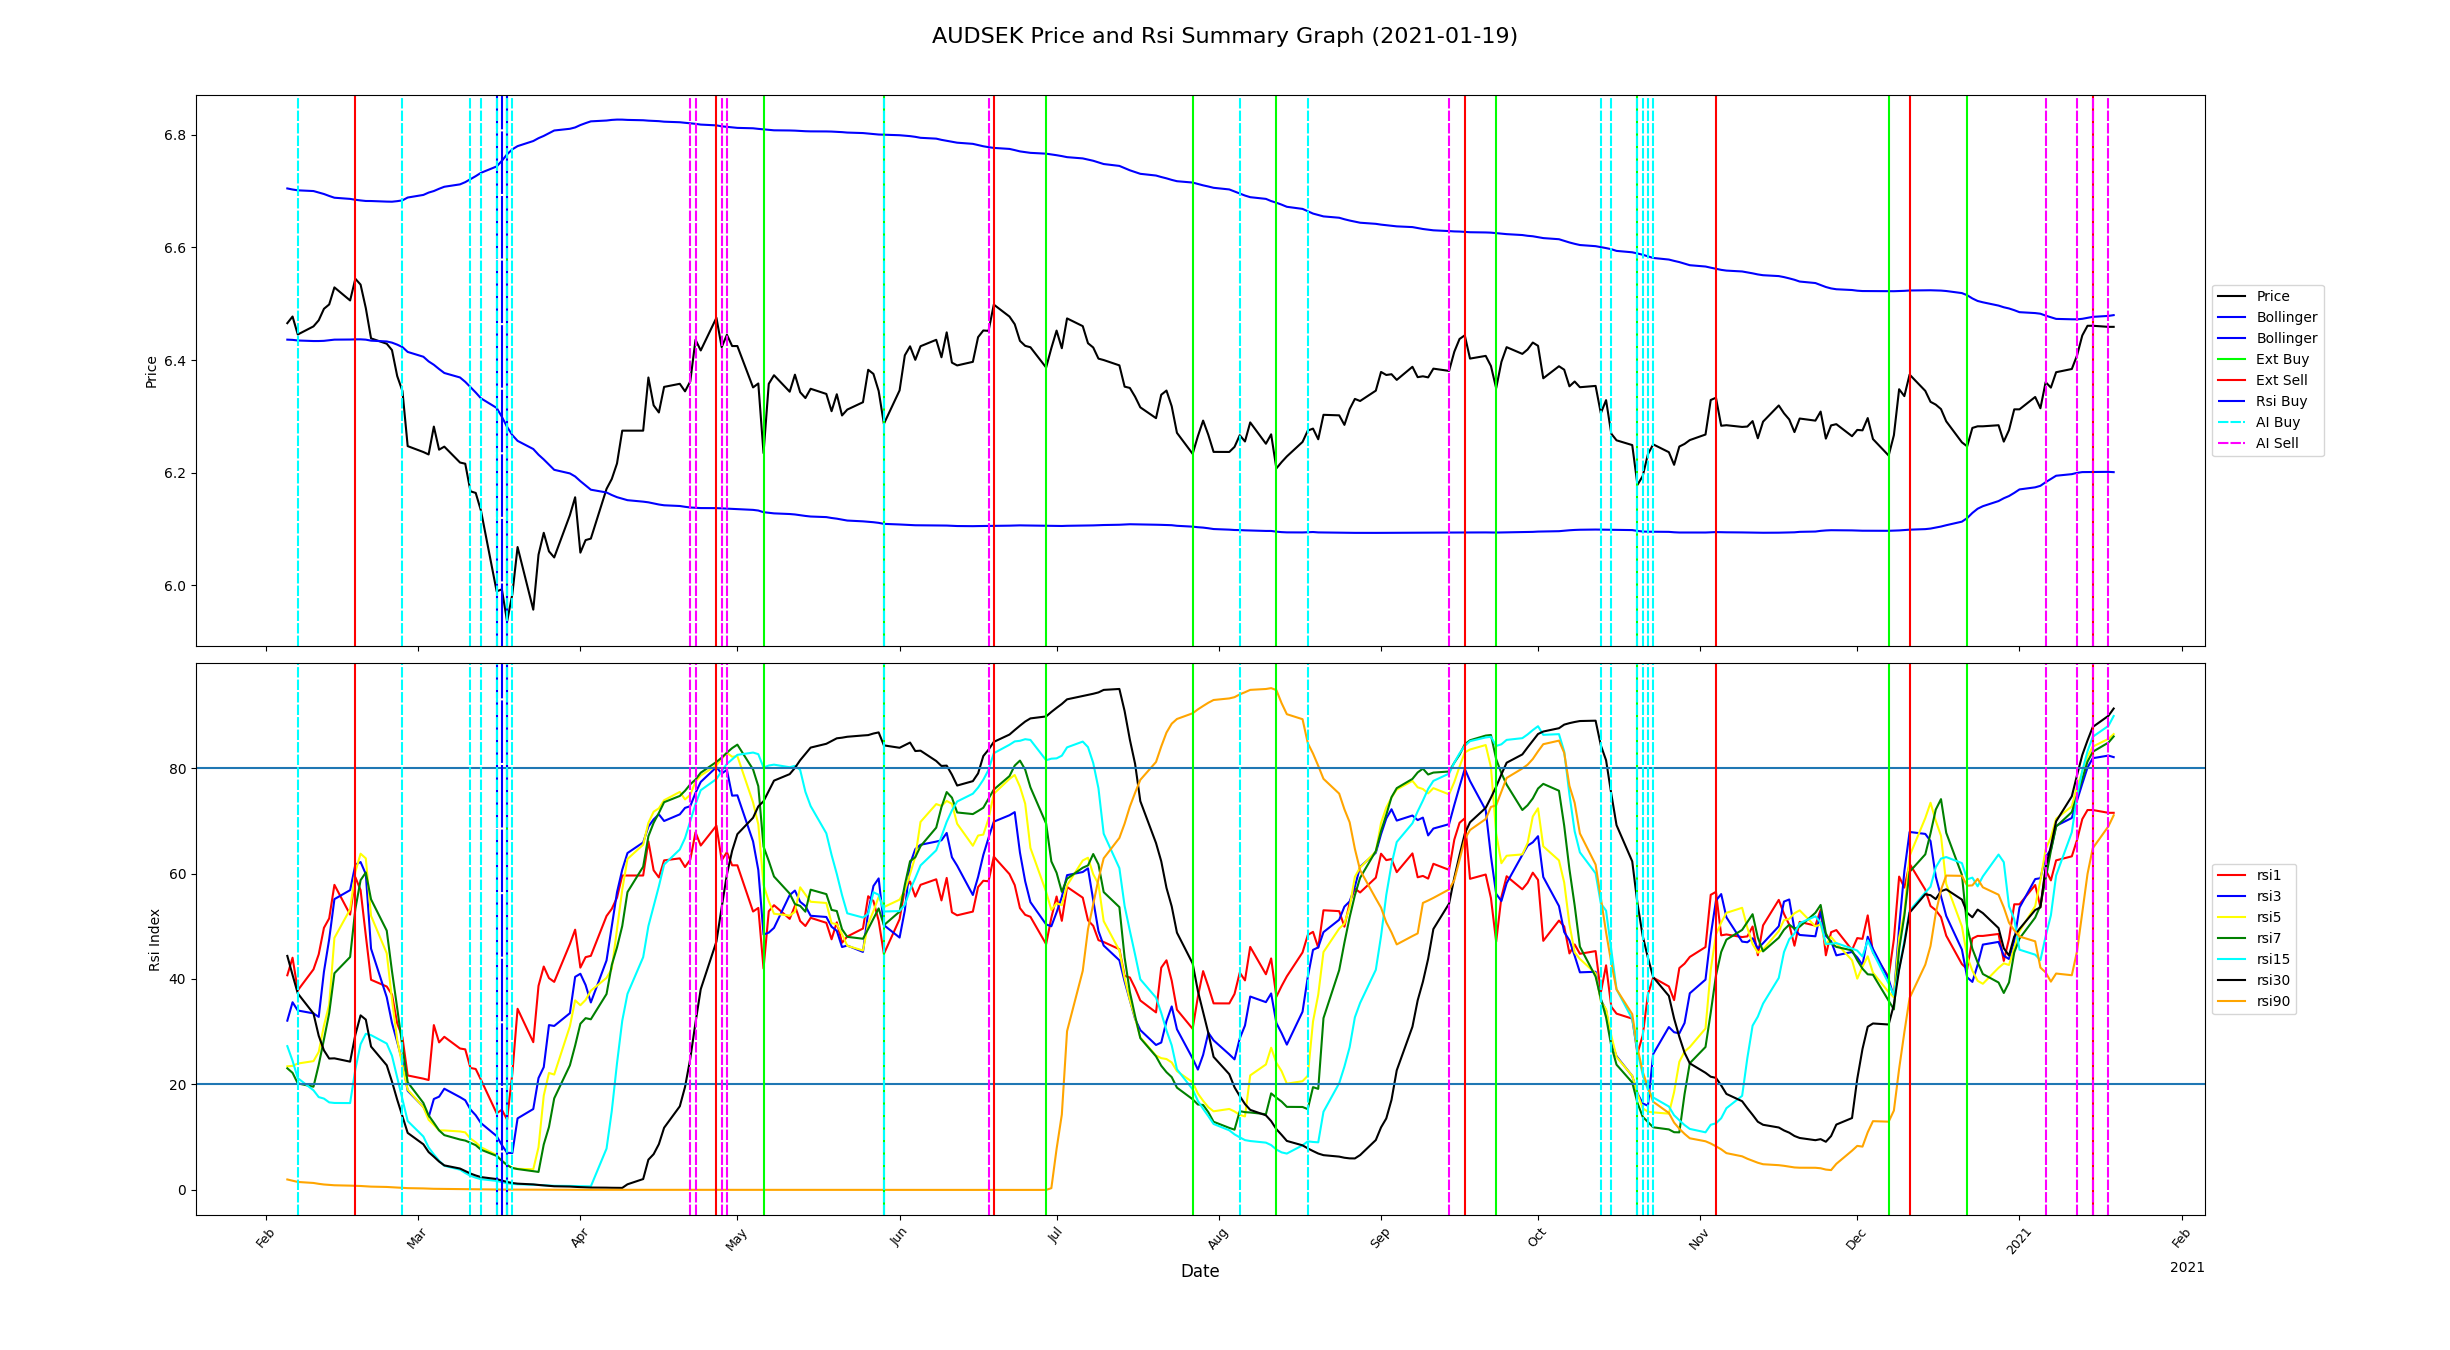 AUDSEK Price and Rsi Summary Graph (2021-01-19)
Price
6.8
6.6
6.4
6.2
6.0
Price
Bollinger
Bollinger
Ext Buy
Ext Sell
Rsi Buy
AI Buy
AI Sell
Rsi Index
80
60
40
20
0
rsi1
rsi3
rsi5
rsi7
rsi15
rsi30
rsi90
Feb Mar Apr May Jun Jul Aug Sep Oct Nov Dec 2021 Feb
Date
2021